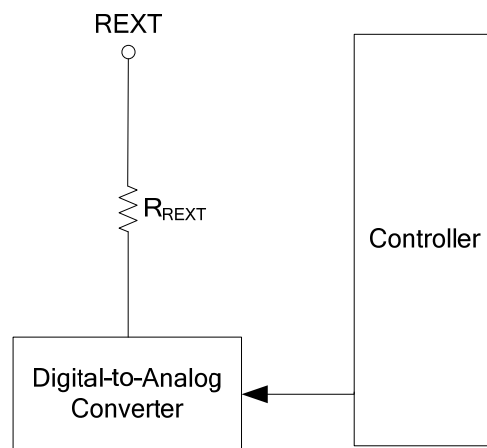 REXT
RREXT
Controller
Digital-to-Analog
Converter